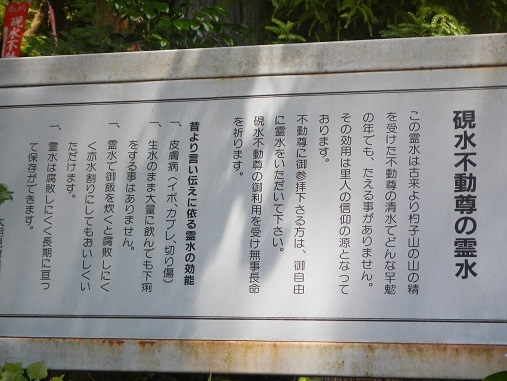 硯水不動尊の霊水
この霊水は古来より杓子山の山の精
を受けた不動尊の清水でどんな旱魃
の年でも、たえる事がありません。
その効用は里人の信仰の源となって
おります。
不動尊に御参拝下さる方は、御自由
に霊水をいただいて下さい。
硯水不動尊の御利用を受け無事長命
を祈ります。
昔より言い伝えに依る霊水の効能
一、皮膚病(イボ、カブレ、切り傷)
一、生水のまま大量に飲んでも下痢
をする事はありません。
一、霊水で御飯を炊くと腐敗しにく
く亦水割りにしてもおいしくい
ただけます。
一、霊水は腐敗しにくく長期に亘っ
て保存ができます。
硯水不動